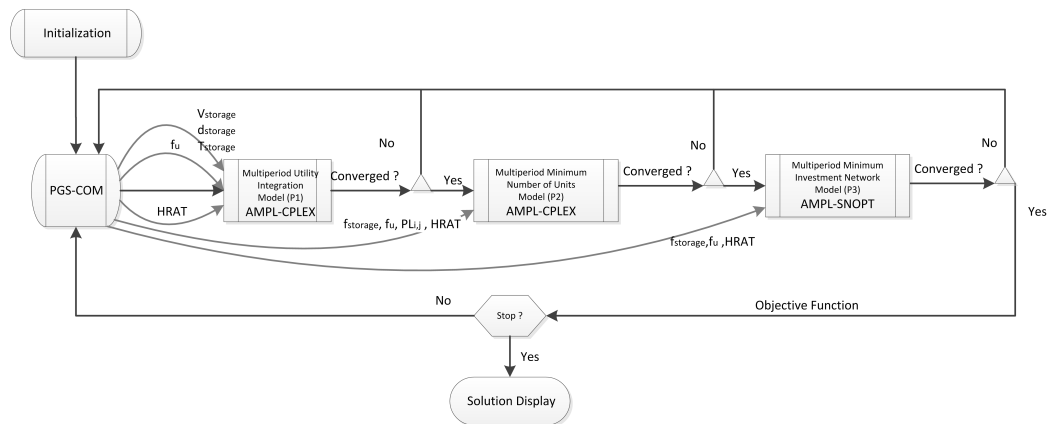 Initialization
Vstorage
dstorage
Tstorage
fu
HRAT
PGS-COM
Multiperiod Utility
Integration
Model (P1)
AMPL-CPLEX
Converged ?
No
Yes
fstorage, fu, PLi,j , HRAT
Multiperiod Minimum
Number of Units
Model (P2)
AMPL-CPLEX
Converged ?
No
Yes
fstorage,fu ,HRAT
Multiperiod Minimum
Investment Network
Model (P3)
AMPL-SNOPT
Converged ?
No
Yes
Objective Function
Stop ?
No
Yes
Solution Display